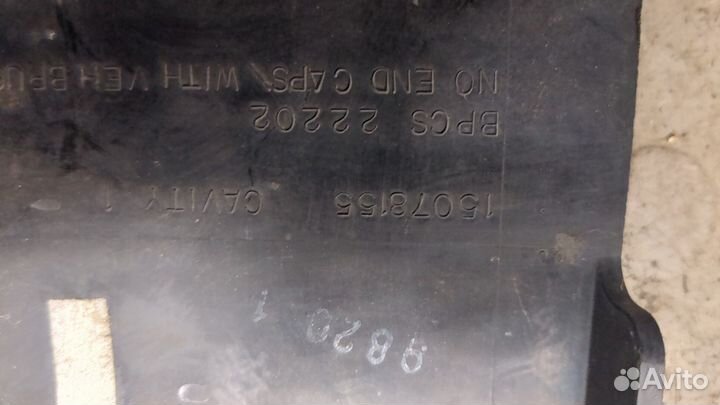 9820 1
15078155 CAVITY 1
BPCS 22202
NO END CAPS, WITH VEH BPU
Avito